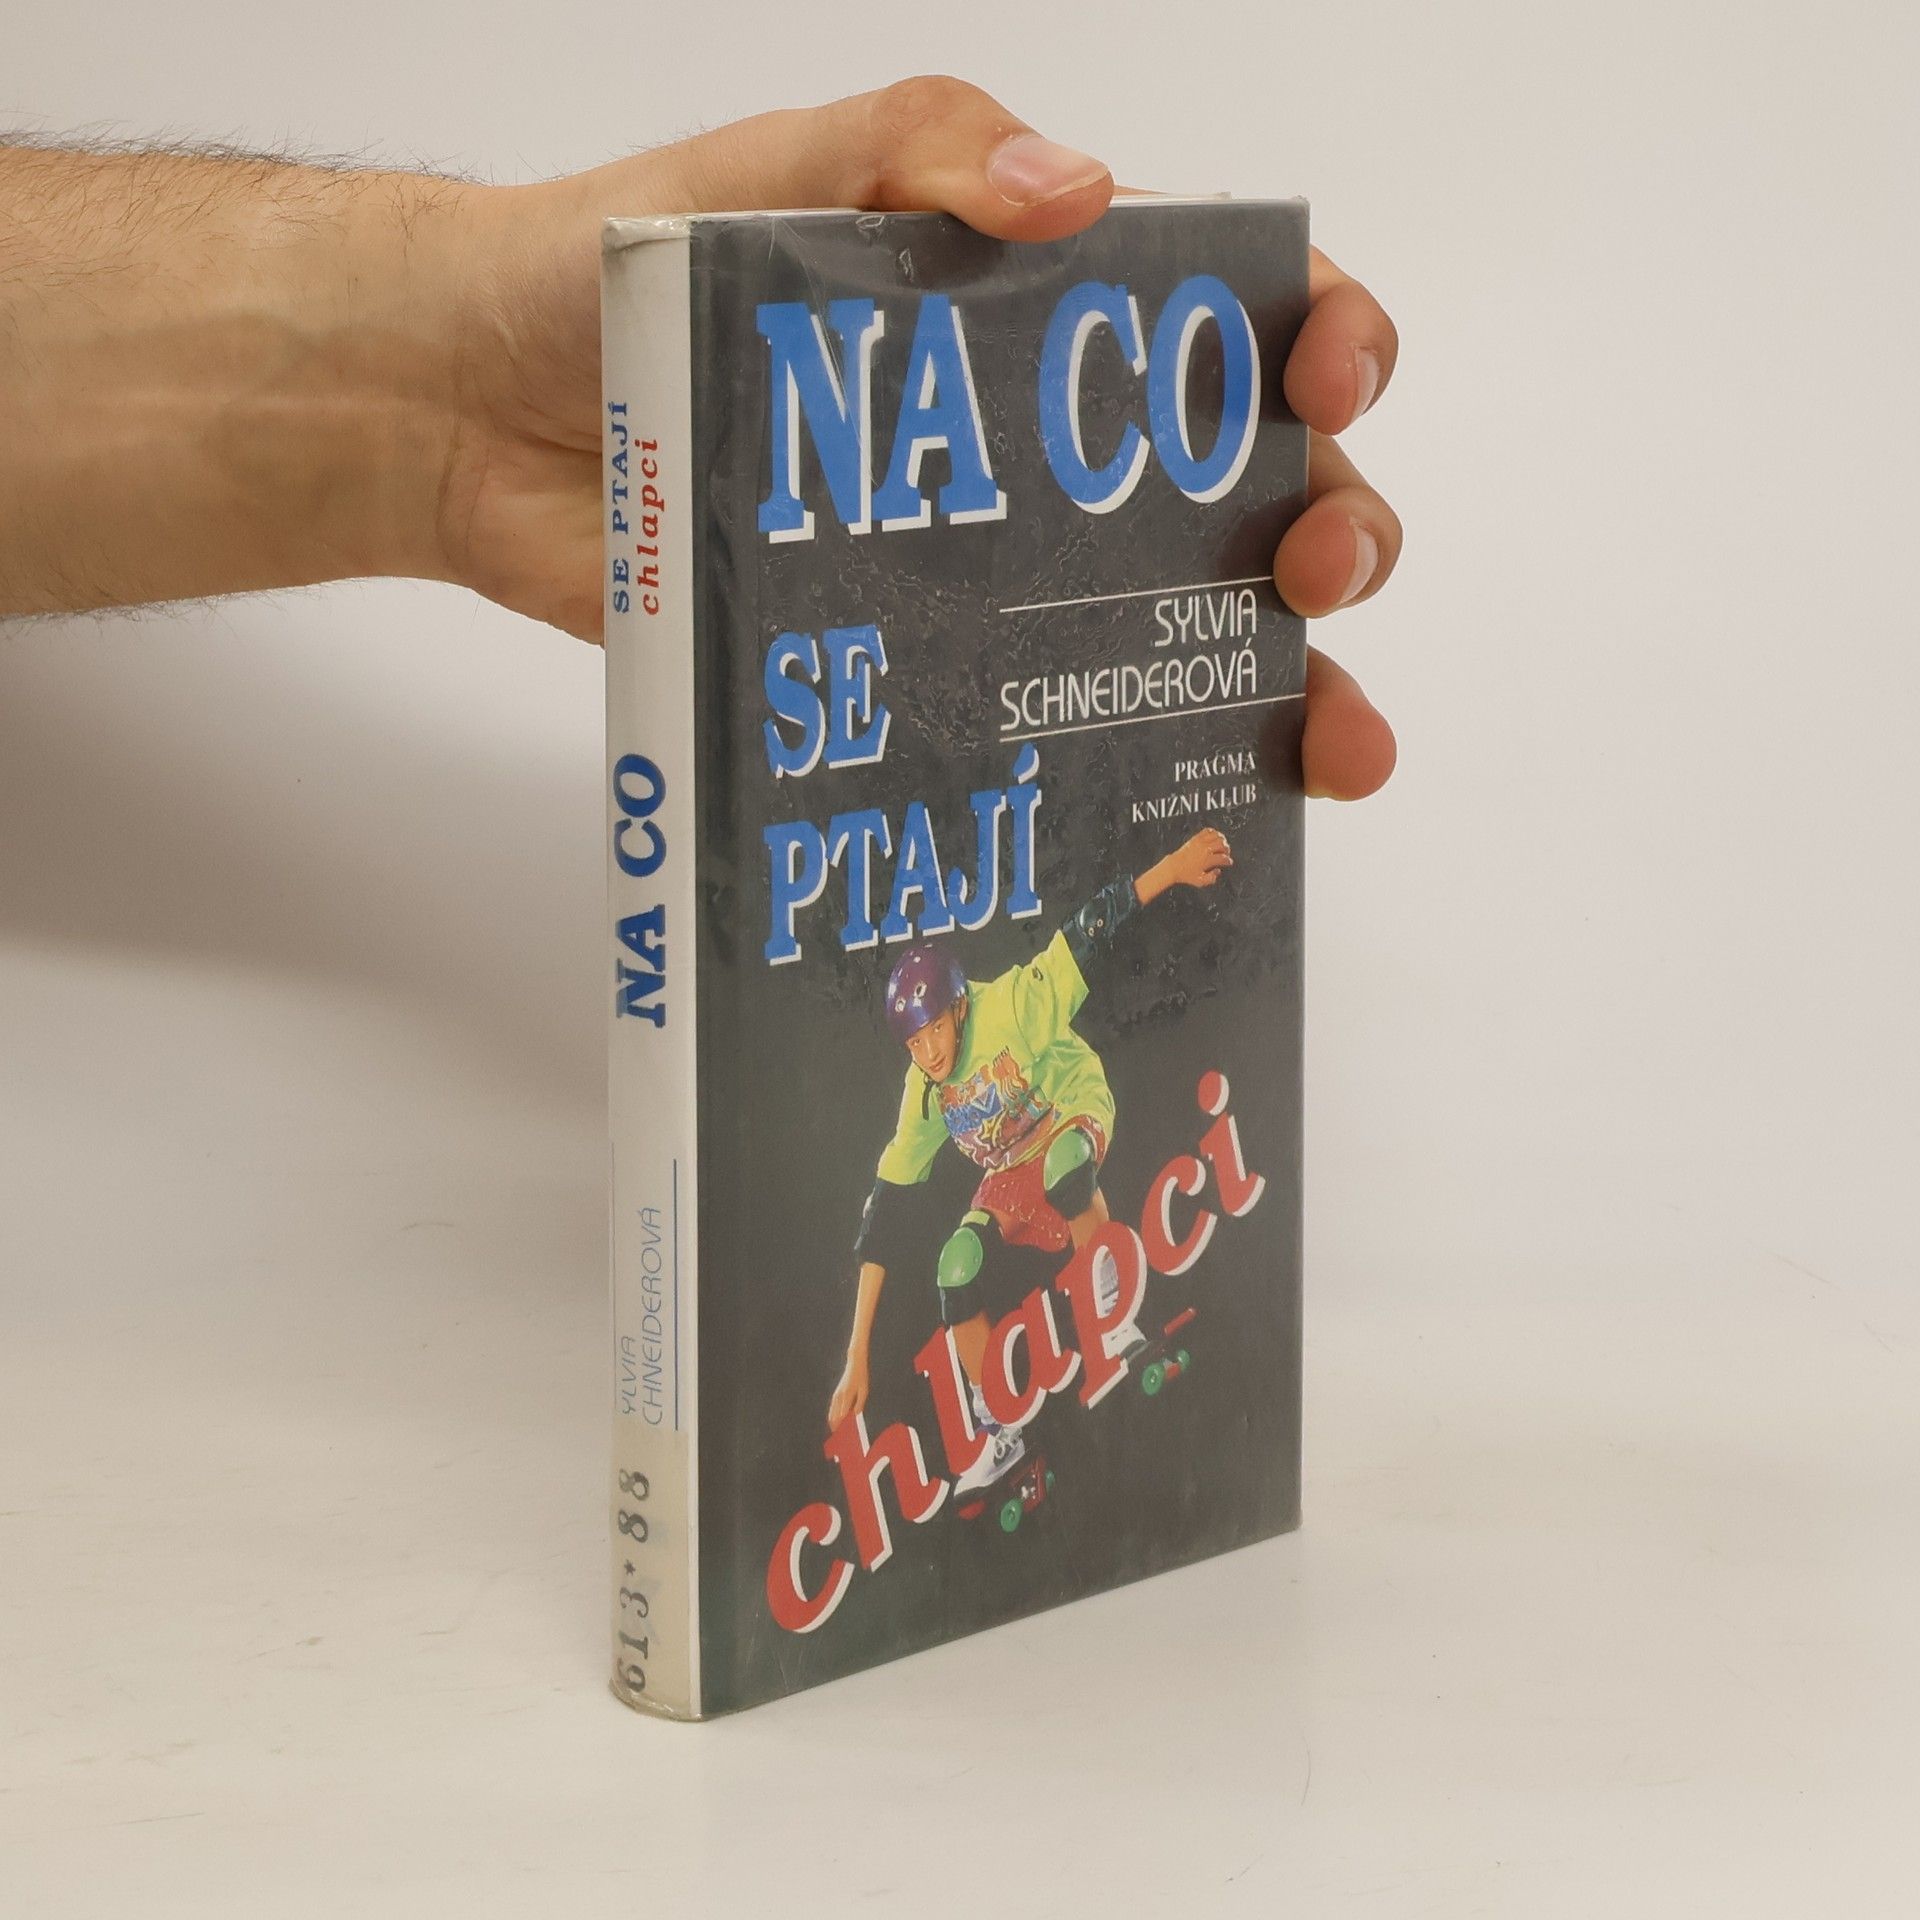 NA CO
SE
PTAJÍ
chlapci
SYLVIA
SCHNEIDEROVÁ
PRAGMA
KNIŽNÍ KLUB
NA CO
SE PTAJÍ
chlapci
YLVIA
CHNEIDEROVÁ
613*88